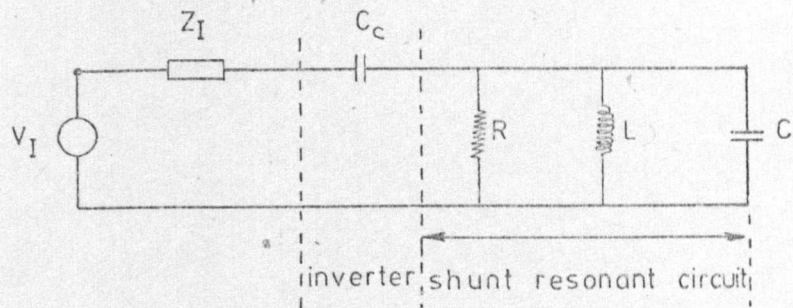 Z_I
C_c
V_I
R
L
C
inverter
shunt resonant circuit